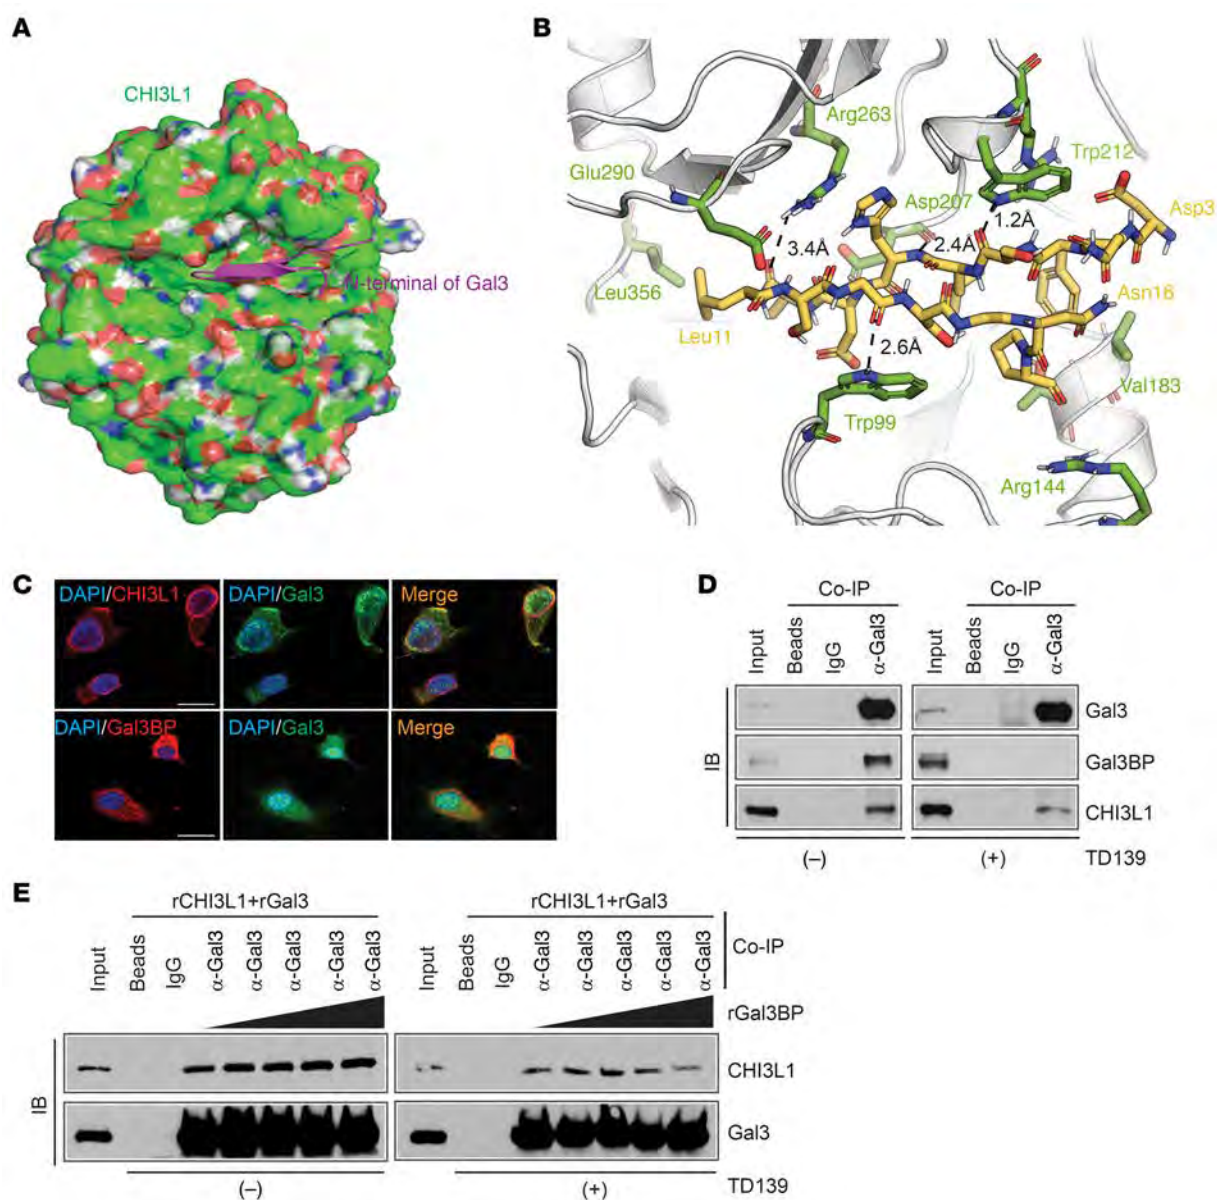 A
CHI3L1
N-terminal of Gal3
B
Arg263
Trp212
Glu290
Asp207
Asp3
1.2Å
2.4Å
3.4Å
Leu356
Asn16
Leu11
2.6Å
Val183
Trp99
Arg144
C
DAPI/CHI3L1
DAPI/Gal3
Merge
DAPI/Gal3BP
DAPI/Gal3
Merge
D
Co-IP
Co-IP
Input
Beads
IgG
α-Gal3
Input
Beads
IgG
α-Gal3
IB
Gal3
Gal3BP
CHI3L1
(–)
(+)
TD139
E
rCHI3L1+rGal3
rCHI3L1+rGal3
Input
Beads
IgG
α-Gal3
α-Gal3
α-Gal3
α-Gal3
α-Gal3
Input
Beads
IgG
α-Gal3
α-Gal3
α-Gal3
α-Gal3
α-Gal3
Co-IP
rGal3BP
IB
CHI3L1
Gal3
(–)
(+)
TD139